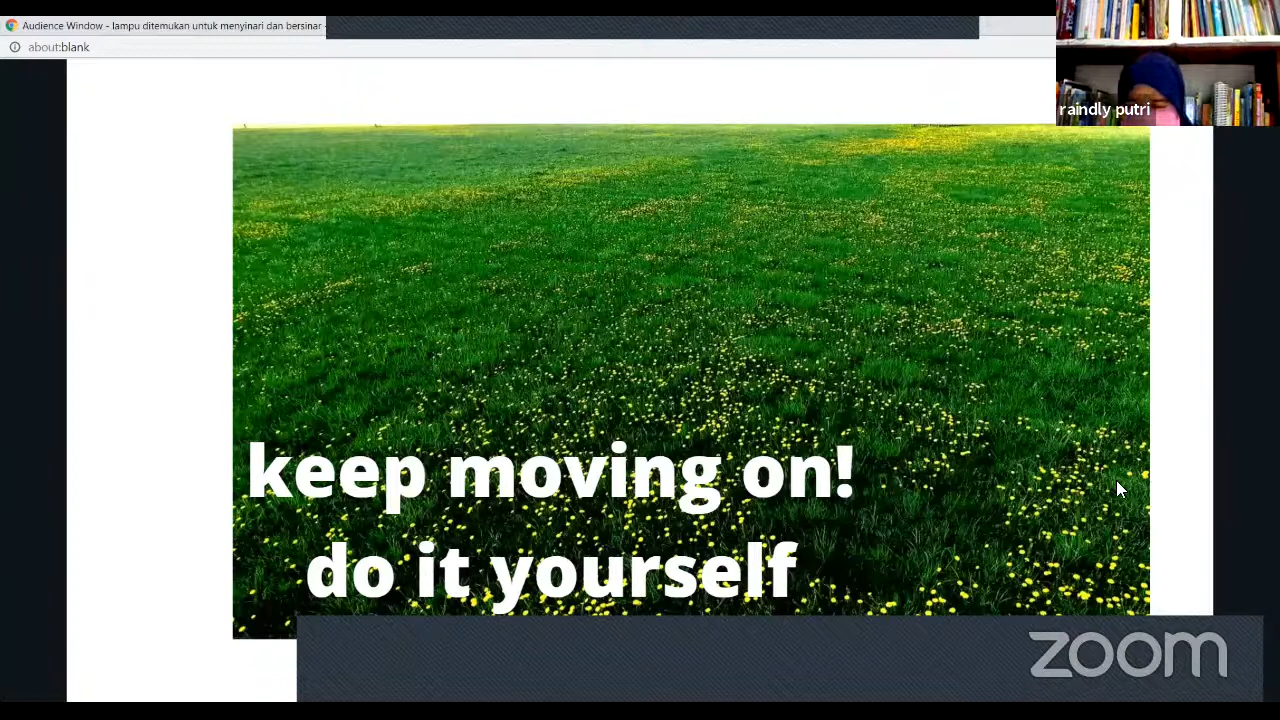 Audience Window - lampu ditemukan untuk menyinari dan bersinar -
about:blank
raindly putri
keep moving on!
do it yourself
zoom